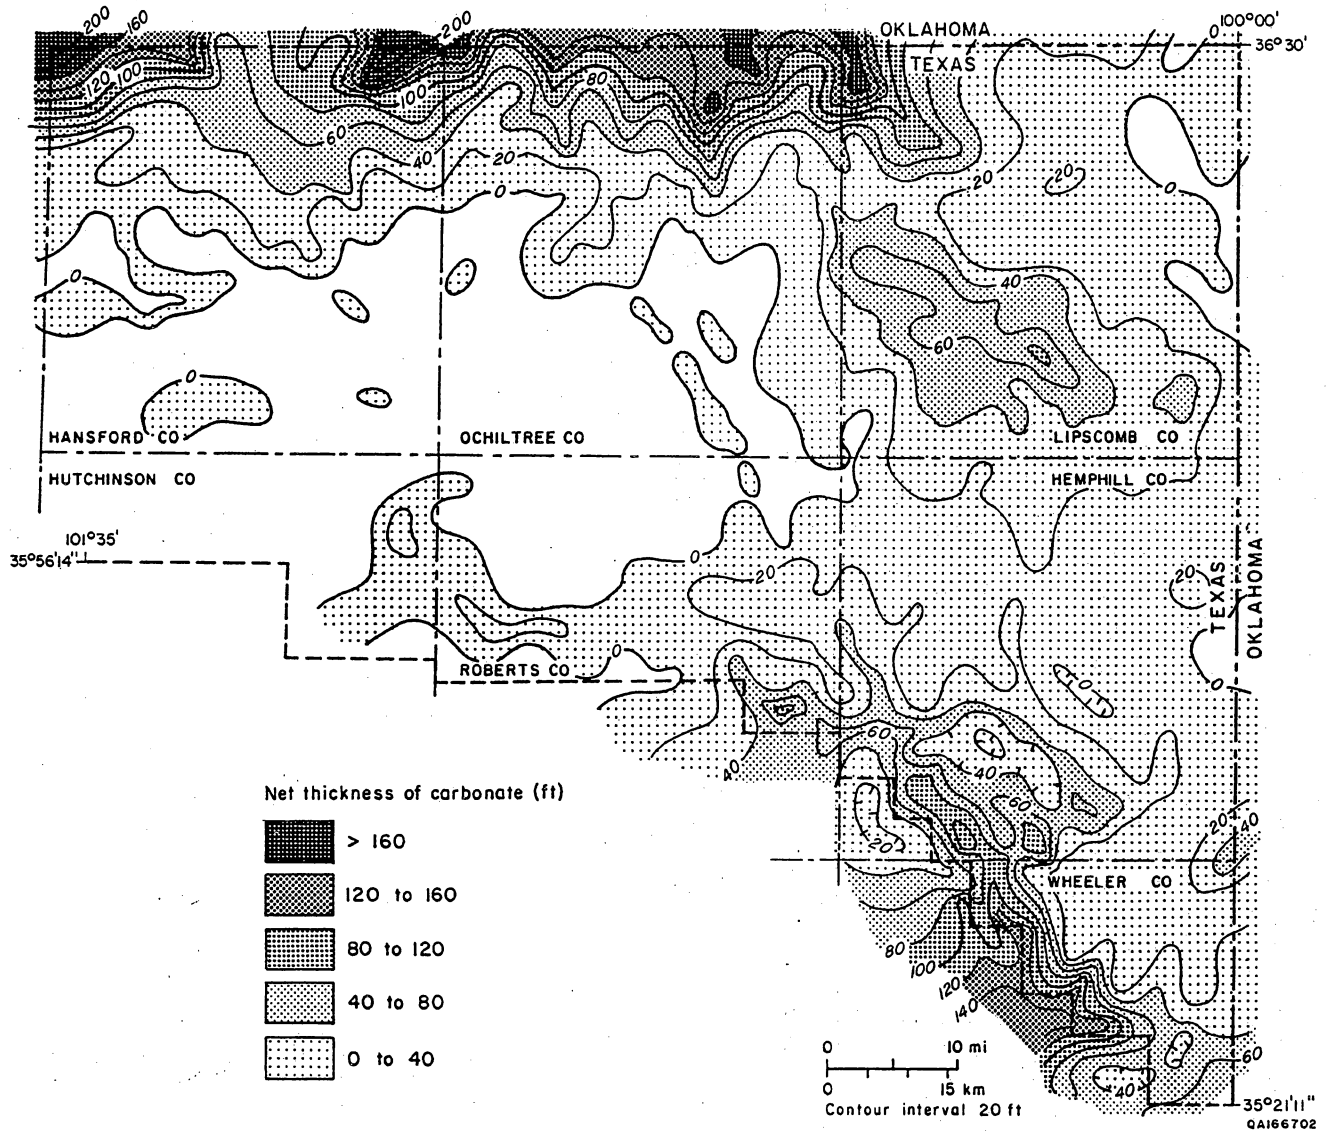 200
160
200
OKLAHOMA
TEXAS
0
100°00'
36°30'
120
100
100
80
60
40
20
0
20
20
0
0
40
60
0
HANSFORD CO
OCHILTREE CO
LIPSCOMB CO
HUTCHINSON CO
HEMPHILL CO
101°35'
35°56'14"
0
20
20
TEXAS
OKLAHOMA
ROBERTS CO
0
0
0
60
40
40
60
20
20
40
WHEELER CO
80
100
120
140
60
40
Net thickness of carbonate (ft)
> 160
120 to 160
80 to 120
40 to 80
0 to 40
0 10 mi
0 15 km
Contour interval 20 ft
35°21'11"
QA166702